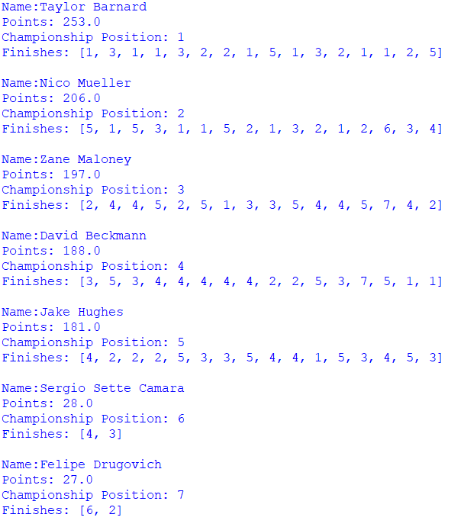 Name:Taylor Barnard
Points: 253.0
Championship Position: 1
Finishes: [1, 3, 1, 1, 3, 2, 2, 1, 5, 1, 3, 2, 1, 1, 2, 5]
Name:Nico Mueller
Points: 206.0
Championship Position: 2
Finishes: [5, 1, 5, 3, 1, 1, 5, 2, 1, 3, 2, 1, 2, 6, 3, 4]
Name:Zane Maloney
Points: 197.0
Championship Position: 3
Finishes: [2, 4, 4, 5, 2, 5, 1, 3, 3, 5, 4, 4, 5, 7, 4, 2]
Name:David Beckmann
Points: 188.0
Championship Position: 4
Finishes: [3, 5, 3, 4, 4, 4, 4, 4, 2, 2, 5, 3, 7, 5, 1, 1]
Name:Jake Hughes
Points: 181.0
Championship Position: 5
Finishes: [4, 2, 2, 2, 5, 3, 3, 5, 4, 4, 1, 5, 3, 4, 5, 3]
Name:Sergio Sette Camara
Points: 28.0
Championship Position: 6
Finishes: [4, 3]
Name:Felipe Drugovich
Points: 27.0
Championship Position: 7
Finishes: [6, 2]